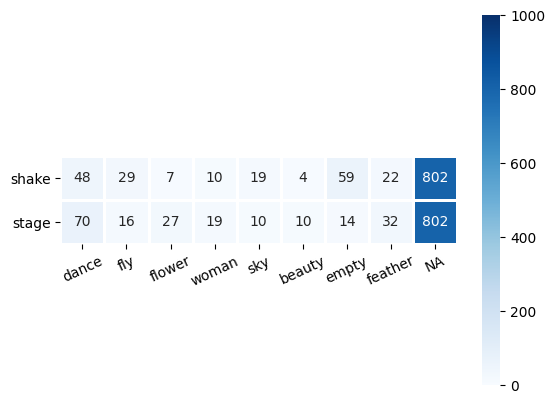 1000
800
600
400
200
0
shake 48 29 7 10 19 4 59 22 802
stage 70 16 27 19 10 10 14 32 802
dance fly flower woman sky beauty empty feather NA